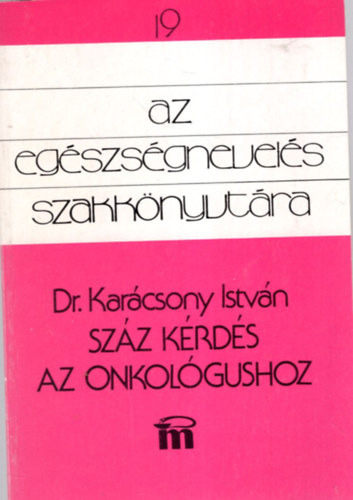 19
az
egészségnevelés
szakkönyvtára
Dr. Karácsony István
SZÁZ KÉRDÉS
AZ ONKOLÓGUSHOZ
m